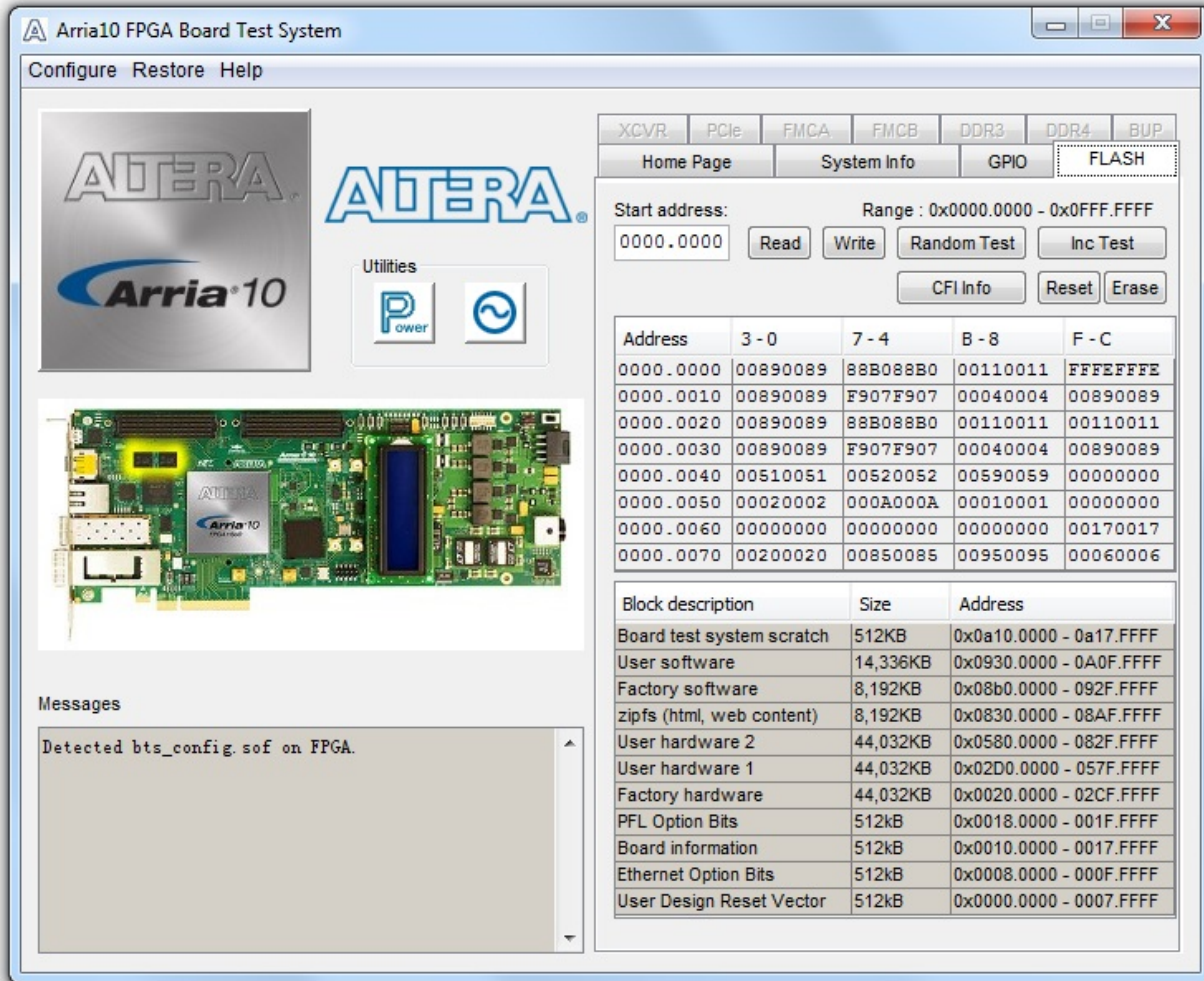 Arria10 FPGA Board Test System
Configure Restore Help
ALTERA
Arria 10
ALTERA
Utilities
Power
ALTERA
Arria 10
Messages
Detected bts_config.sof on FPGA.
XCVR PCIe FMCA FMCB DDR3 DDR4 BUP
Home Page System Info GPIO FLASH
Start address: Range : 0x0000.0000 - 0x0FFF.FFFF
0000.0000 Read Write Random Test Inc Test
CFI Info Reset Erase
Address 3 - 0 7 - 4 B - 8 F - C
0000.0000 00890089 88B088B0 00110011 FFFEFFFE
0000.0010 00890089 F907F907 00040004 00890089
0000.0020 00890089 88B088B0 00110011 00110011
0000.0030 00890089 F907F907 00040004 00890089
0000.0040 00510051 00520052 00590059 00000000
0000.0050 00020002 000A000A 00010001 00000000
0000.0060 00000000 00000000 00000000 00170017
0000.0070 00200020 00850085 00950095 00060006
Block description Size Address
Board test system scratch 512KB 0x0a10.0000 - 0a17.FFFF
User software 14,336KB 0x0930.0000 - 0A0F.FFFF
Factory software 8,192KB 0x08b0.0000 - 092F.FFFF
zipfs (html, web content) 8,192KB 0x0830.0000 - 08AF.FFFF
User hardware 2 44,032KB 0x0580.0000 - 082F.FFFF
User hardware 1 44,032KB 0x02D0.0000 - 057F.FFFF
Factory hardware 44,032KB 0x0020.0000 - 02CF.FFFF
PFL Option Bits 512kB 0x0018.0000 - 001F.FFFF
Board information 512kB 0x0010.0000 - 0017.FFFF
Ethernet Option Bits 512kB 0x0008.0000 - 000F.FFFF
User Design Reset Vector 512kB 0x0000.0000 - 0007.FFFF